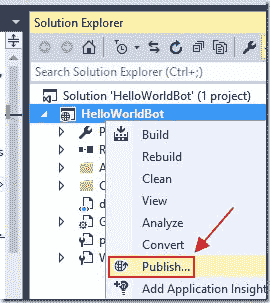 Solution Explorer
Search Solution Explorer (Ctrl+;)
Solution 'HelloWorldBot' (1 project)
HelloWorldBot
Build
Rebuild
Clean
View
Analyze
Convert
Publish...
Add Application Insight